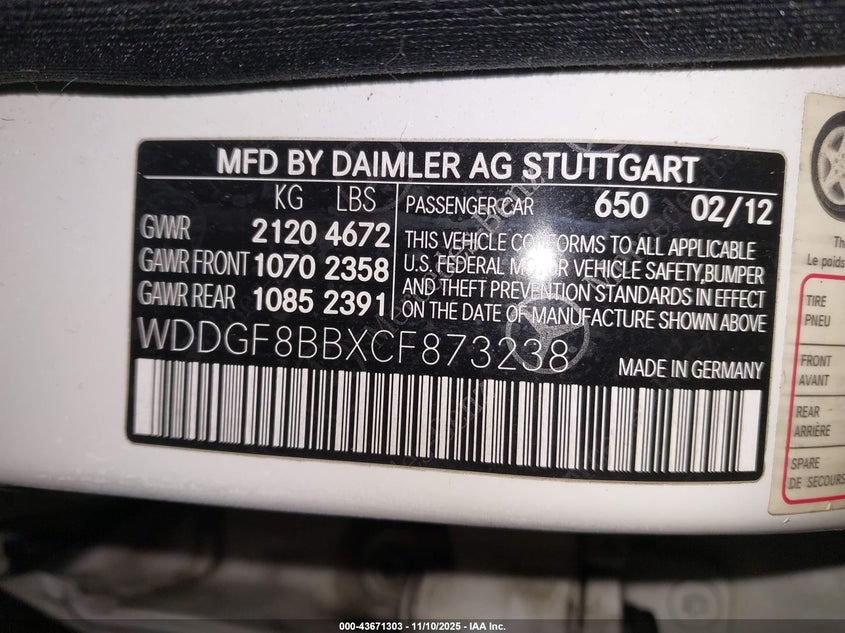 MFD BY DAIMLER AG STUTTGART
KG LBS
GVWR 2120 4672
GAWR FRONT 1070 2358
GAWR REAR 1085 2391
PASSENGER CAR 650 02/12
THIS VEHICLE CONFORMS TO ALL APPLICABLE
U.S. FEDERAL MOTOR VEHICLE SAFETY,BUMPER
AND THEFT PREVENTION STANDARDS IN EFFECT
ON THE DATE OF MANUFACTURE SHOWN ABOVE
WDDGF8BBXCF873238
MADE IN GERMANY
Le poids
TIRE
PNEU
FRONT
AVANT
REAR
ARRIÈRE
SPARE
DE SECOURS
000-43671303 — 11/10/2025 — IAA Inc.